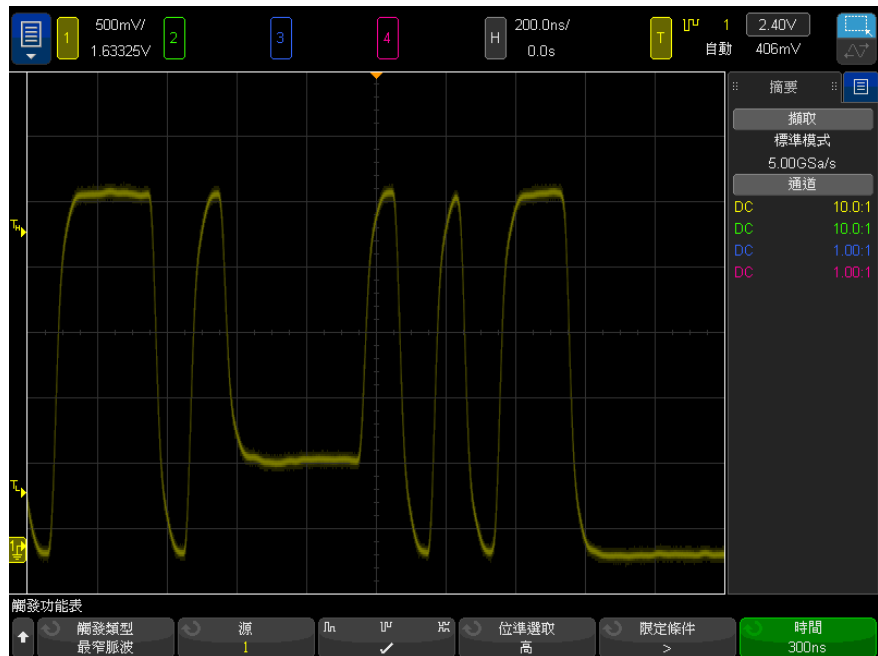 1 500mV/ 1.63325V 2 3 4 H 200.0ns/ 0.0s T 1 自動 2.40V 406mV
摘要
擷取
標準模式
5.00GSa/s
通道
DC 10.0:1
DC 10.0:1
DC 1.00:1
DC 1.00:1
TH
TL
1
觸發功能表
觸發類型 源 位準選取 限定條件 時間
最窄脈波 1 高 > 300ns